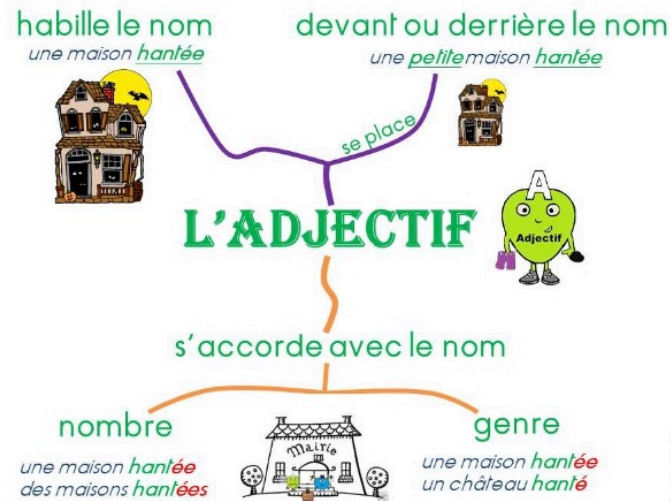 habille le nom
une maison hantée
devant ou derrière le nom
une petite maison hantée
se place
L'ADJECTIF
A
Adjectif
s'accorde avec le nom
nombre
une maison hantée
des maisons hantées
Mairie
genre
une maison hantée
un château hanté